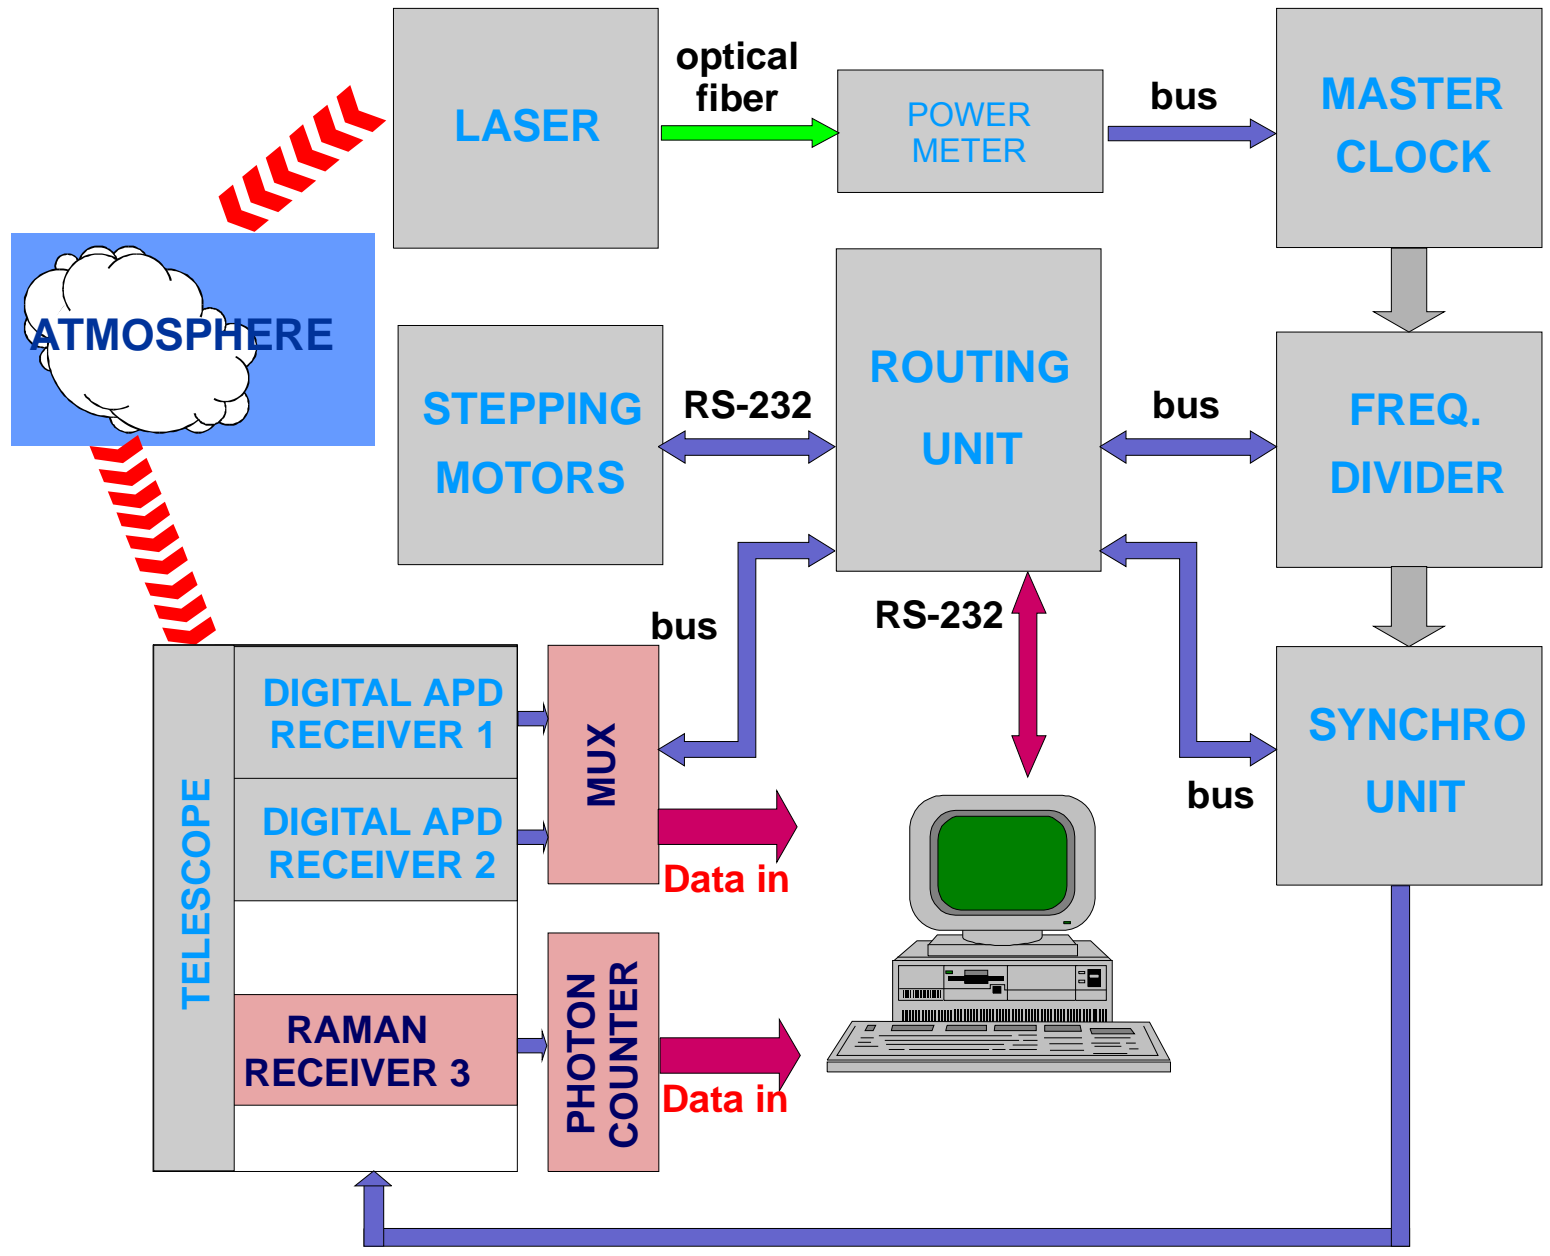 LASER
optical
fiber
POWER
METER
bus
MASTER
CLOCK
ATMOSPHERE
STEPPING
MOTORS
RS-232
ROUTING
UNIT
bus
FREQ.
DIVIDER
bus
RS-232
bus
SYNCHRO
UNIT
TELESCOPE
DIGITAL APD
RECEIVER 1
DIGITAL APD
RECEIVER 2
MUX
Data in
RAMAN
RECEIVER 3
PHOTON
COUNTER
Data in